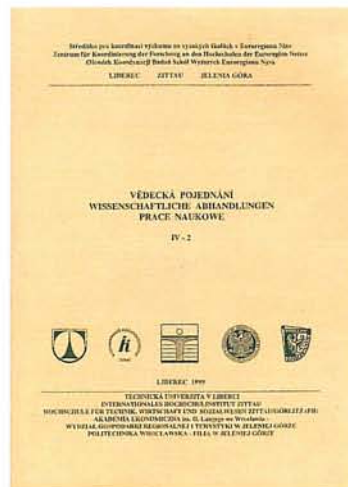 Středisko pro koordinaci výzkumu na vysokých školách v Euroregionu Nisa
Zentrum für Koordinierung der Forschung an den Hochschulen der Euroregion Neisse
Ośrodek Koordynacji Badań Szkół Wyższych Euroregionu Nysa
LIBEREC ZITTAU JELENIA GÓRA
VĚDECKÁ POJEDNÁNÍ
WISSENSCHAFTLICHE ABHANDLUNGEN
PRACE NAUKOWE
IV - 2
LIBEREC 1999
TECHNICKÁ UNIVERZITA V LIBERCI
INTERNATIONALES HOCHSCHULINSTITUT ZITTAU
HOCHSCHULE FÜR TECHNIK, WIRTSCHAFT UND SOZIALWESEN ZITTAU/GÖRLITZ (FH)
AKADEMIA EKONOMICZNA im. O. Langego we Wrocławiu -
WYDZIAŁ GOSPODARKI REGIONALNEJ I TURYSTYKI W JELENIEJ GÓRZE
POLITECHNIKA WROCŁAWSKA - FILIA W JELENIEJ GÓRZE